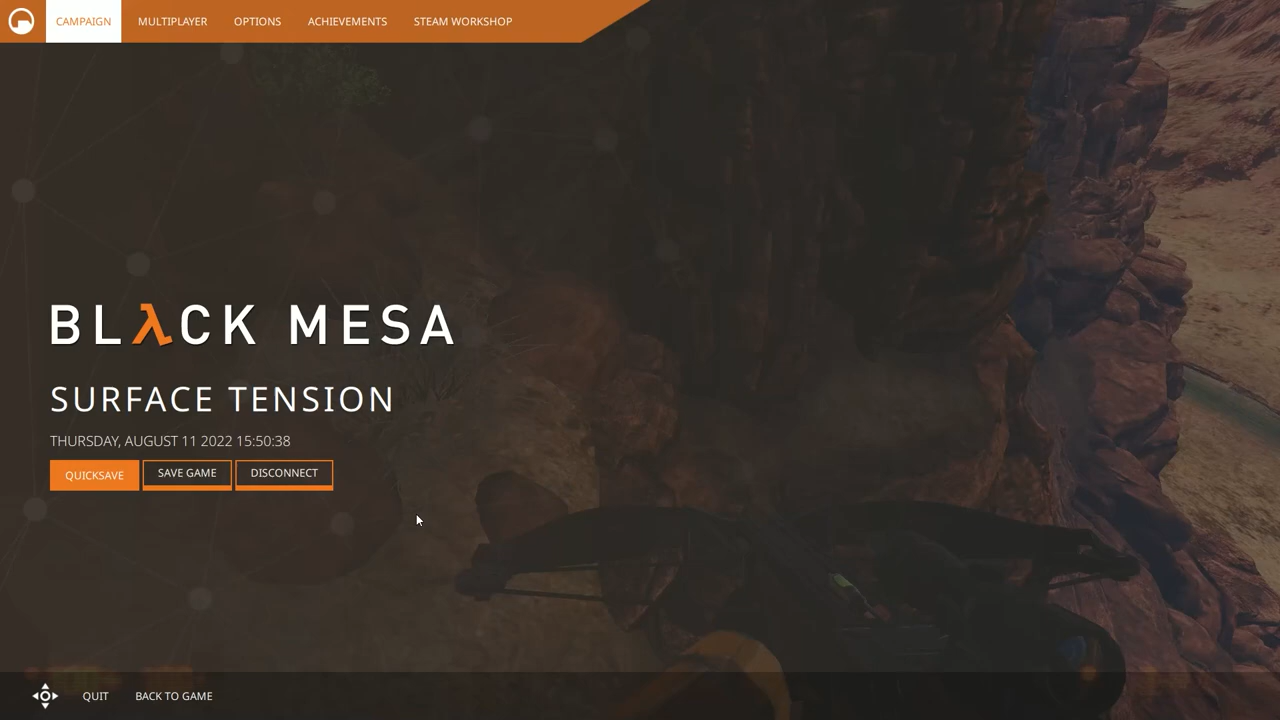 CAMPAIGN MULTIPLAYER OPTIONS ACHIEVEMENTS STEAM WORKSHOP
BLλCK MESA
SURFACE TENSION
THURSDAY, AUGUST 11 2022 15:50:38
QUICKSAVE SAVE GAME DISCONNECT
QUIT BACK TO GAME